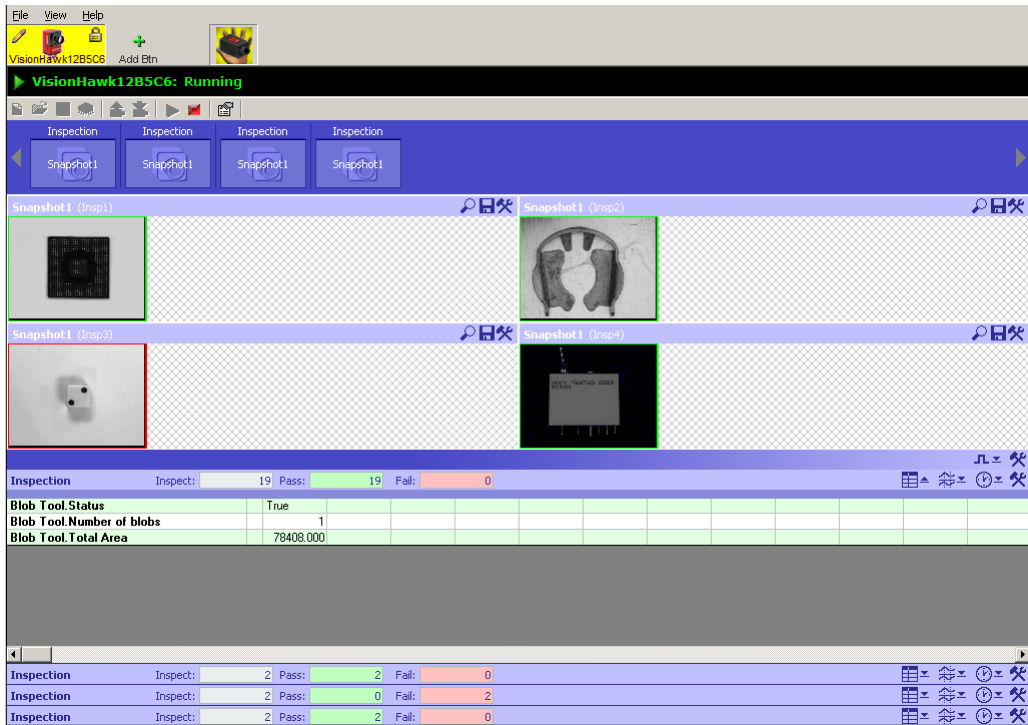 File View Help
VisionHawk12B5C6 Add Btn
VisionHawk12B5C6: Running
Inspection Inspection Inspection Inspection
Snapshot1 Snapshot1 Snapshot1 Snapshot1
Snapshot1 (Insp1) Snapshot1 (Insp2)
Snapshot1 (Insp3) Snapshot1 (Insp4)
Inspection Inspect: 19 Pass: 19 Fail: 0
Blob Tool.Status True
Blob Tool.Number of blobs 1
Blob Tool.Total Area 78408.000
Inspection Inspect: 2 Pass: 2 Fail: 0
Inspection Inspect: 2 Pass: 0 Fail: 2
Inspection Inspect: 2 Pass: 2 Fail: 0